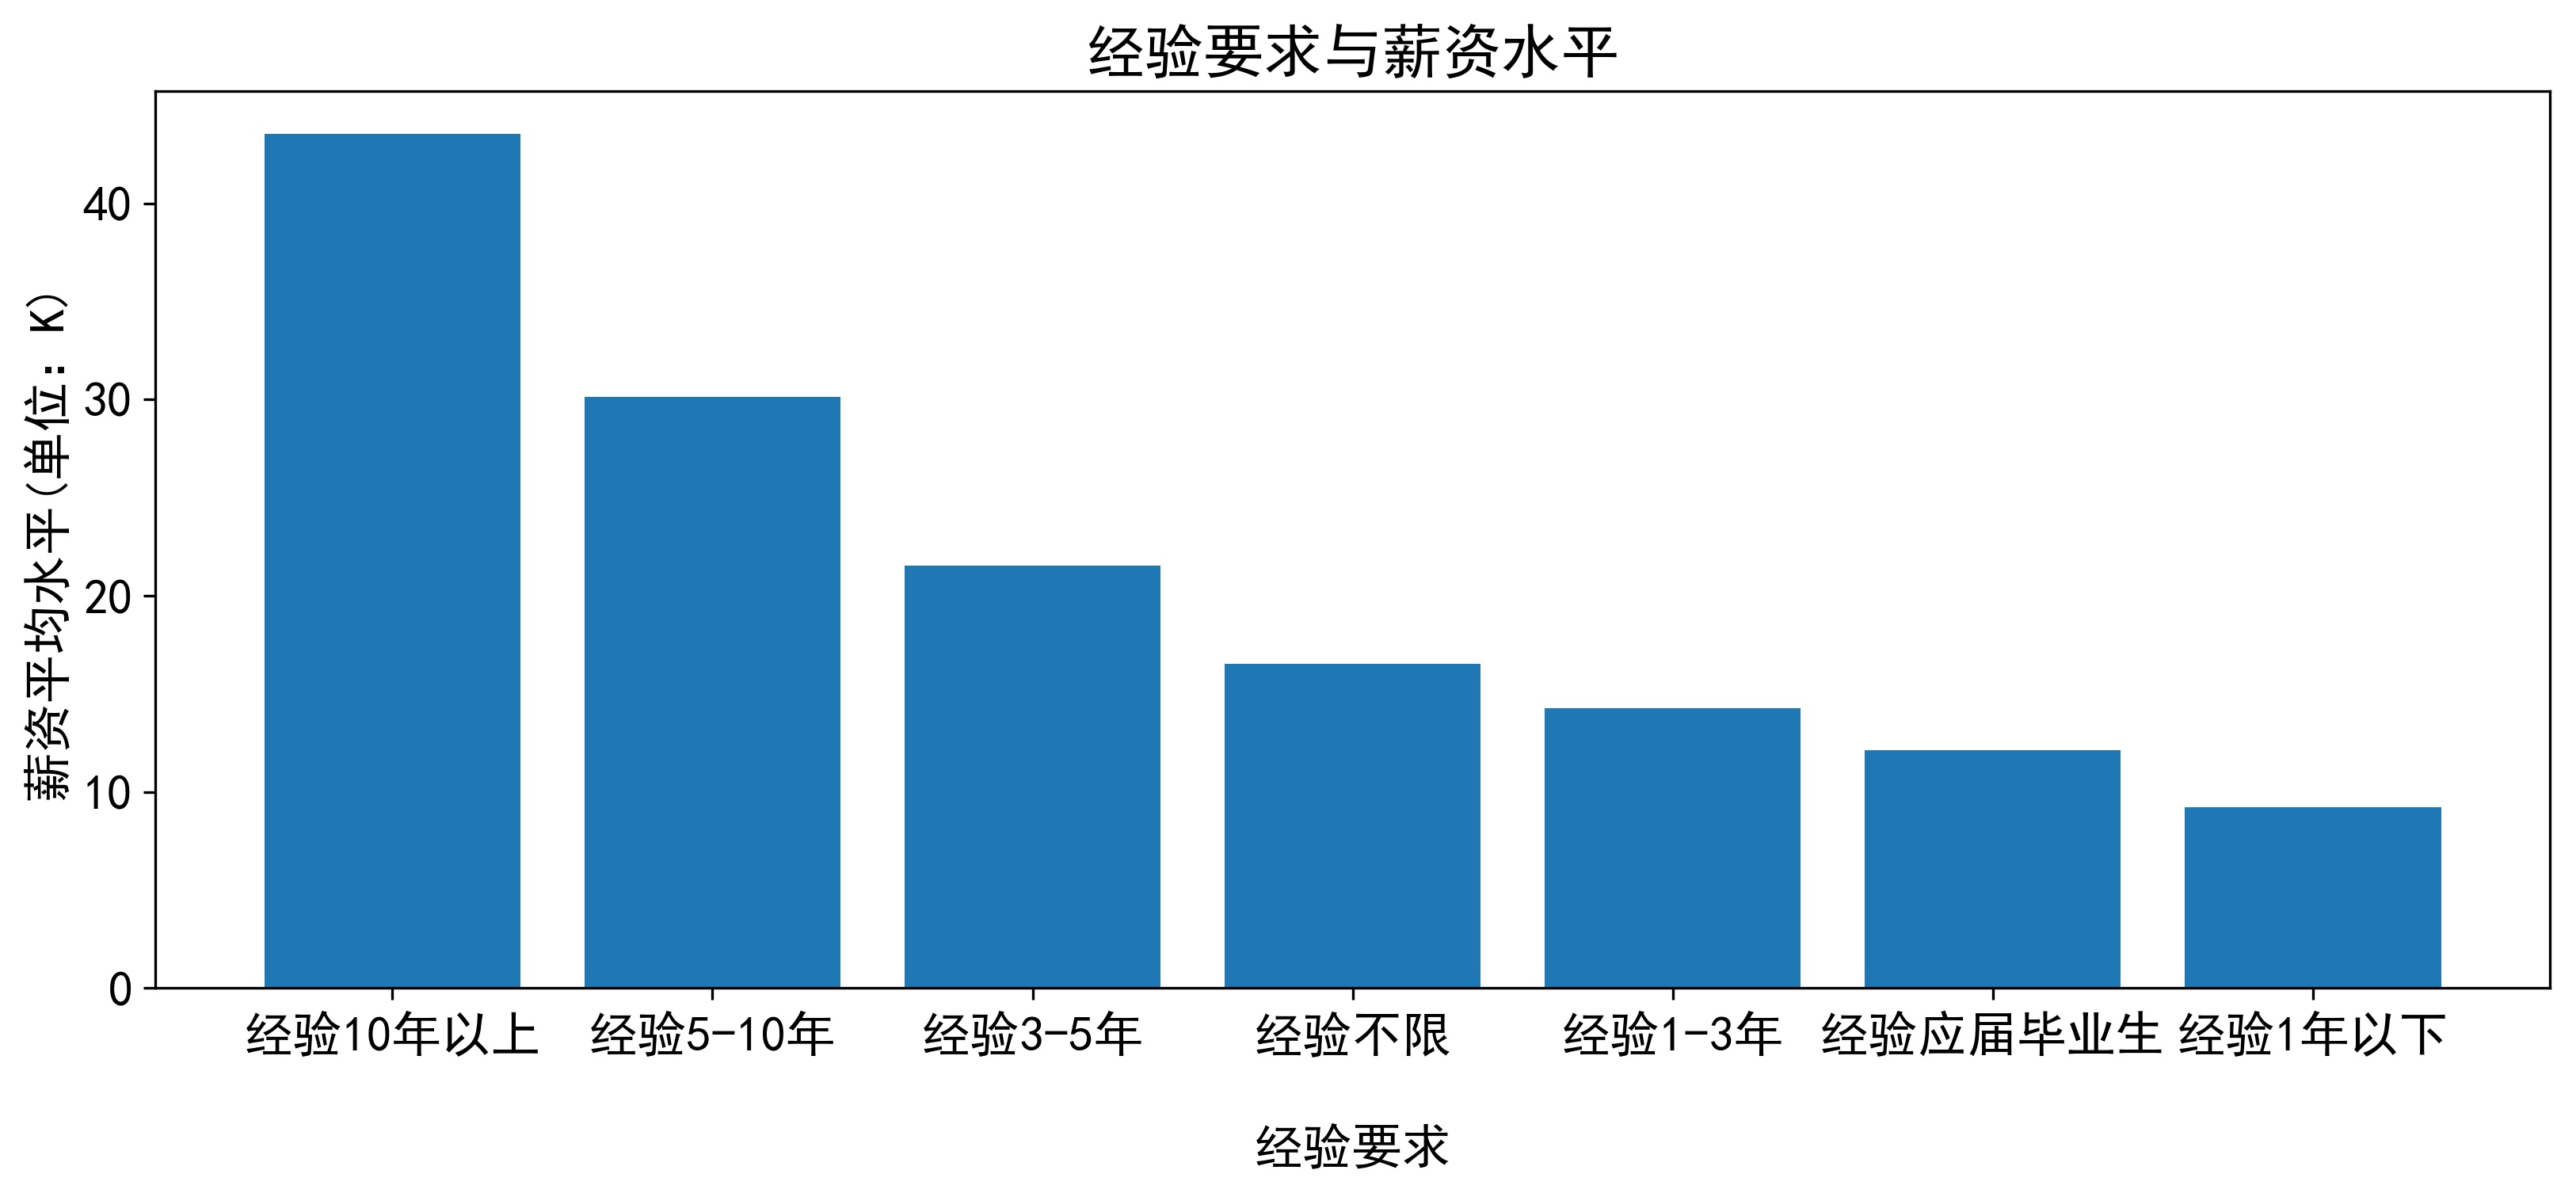 经验要求与薪资水平
薪资平均水平(单位：K)
40
30
20
10
0
经验10年以上 经验5-10年 经验3-5年 经验不限 经验1-3年 经验应届毕业生 经验1年以下
经验要求